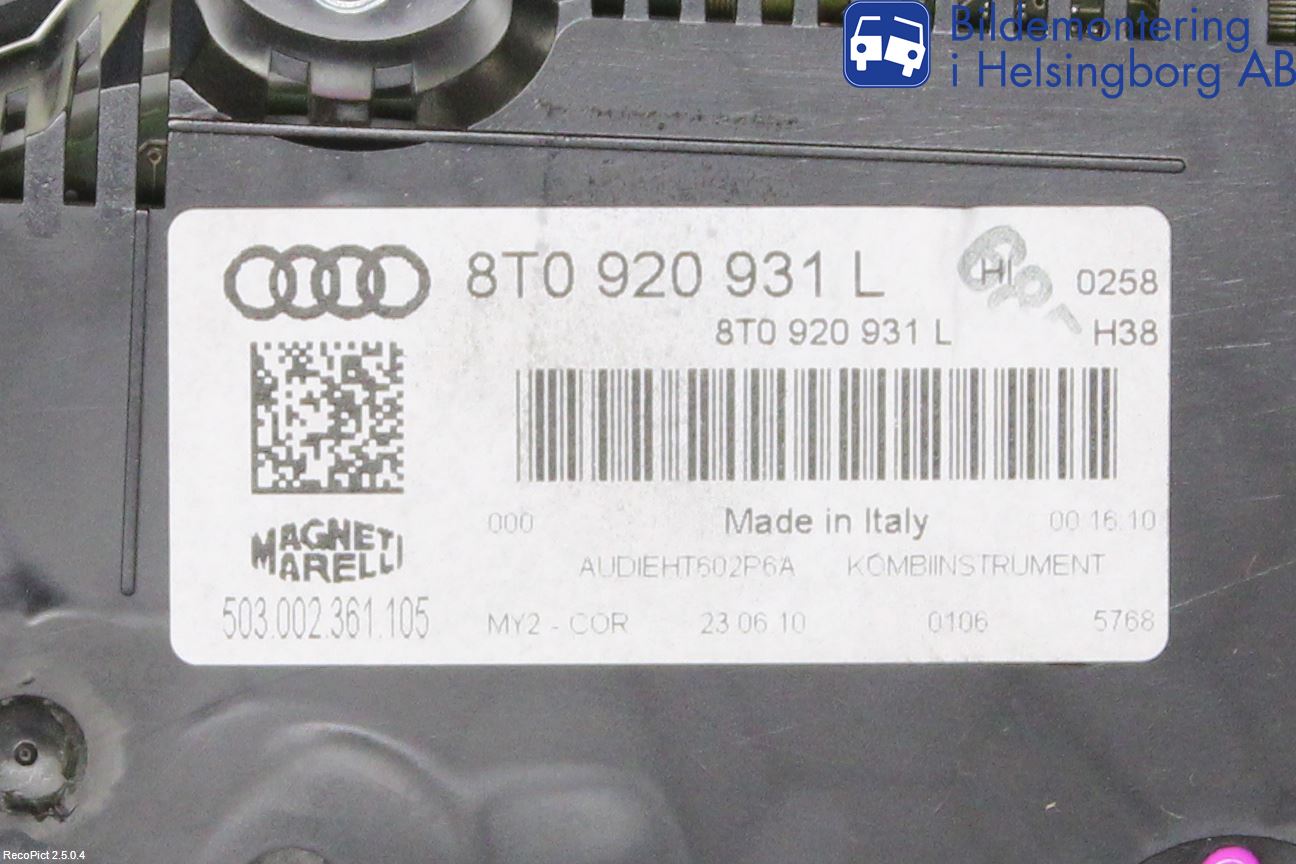 Bildemontering
i Helsingborg AB
8T0 920 931 L
HI
0258
8T0 920 931 L
H38
000
Made in Italy
00:16:10
MAGNETI
MARELLI
AUDIEHT602P6A KOMBIINSTRUMENT
503.002.361.105
MY2 - COR 23 06 10 0106 5768
RecoPict 2.5.0.4